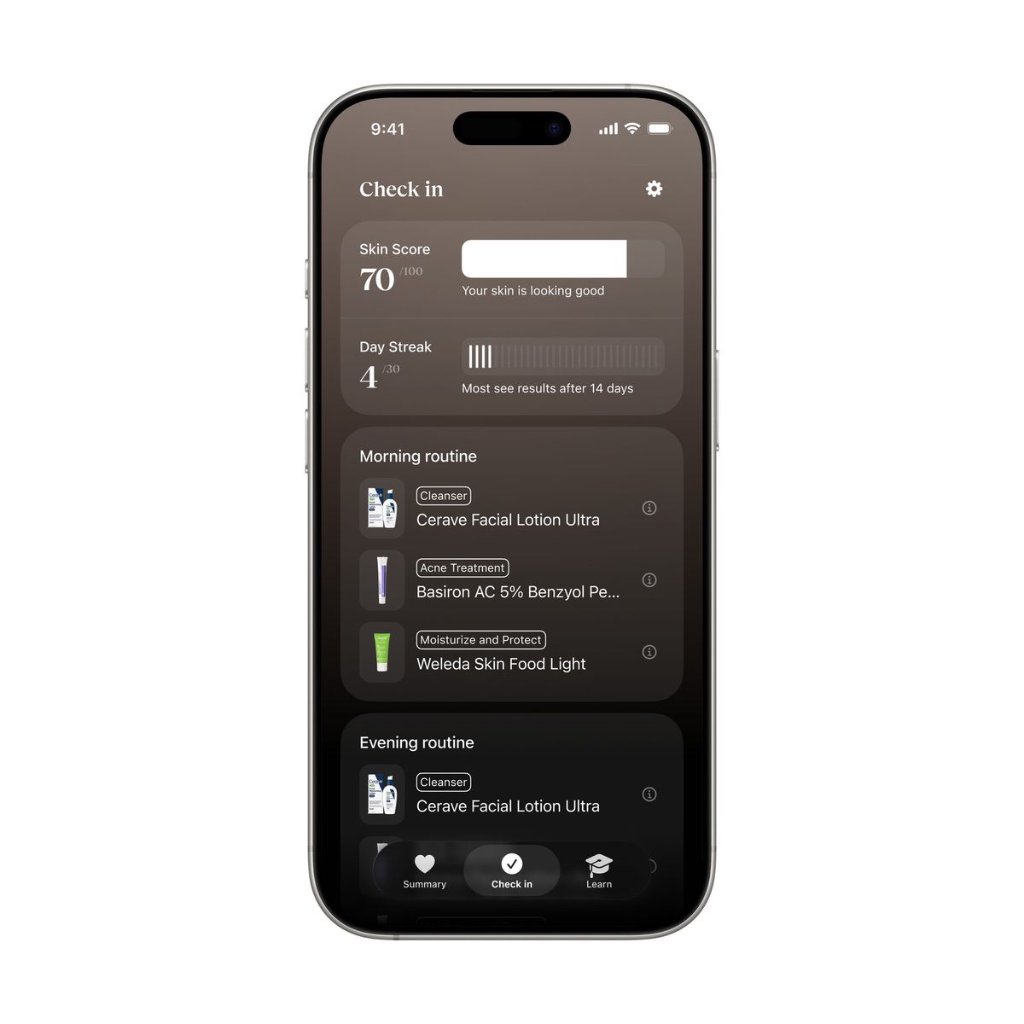 9:41
Check in
Skin Score
70 /100
Your skin is looking good
Day Streak
4 /30
Most see results after 14 days
Morning routine
Cleanser
Cerave Facial Lotion Ultra
Acne Treatment
Basiron AC 5% Benzyol Pe...
Moisturize and Protect
Weleda Skin Food Light
Evening routine
Cleanser
Cerave Facial Lotion Ultra
Summary
Check in
Learn